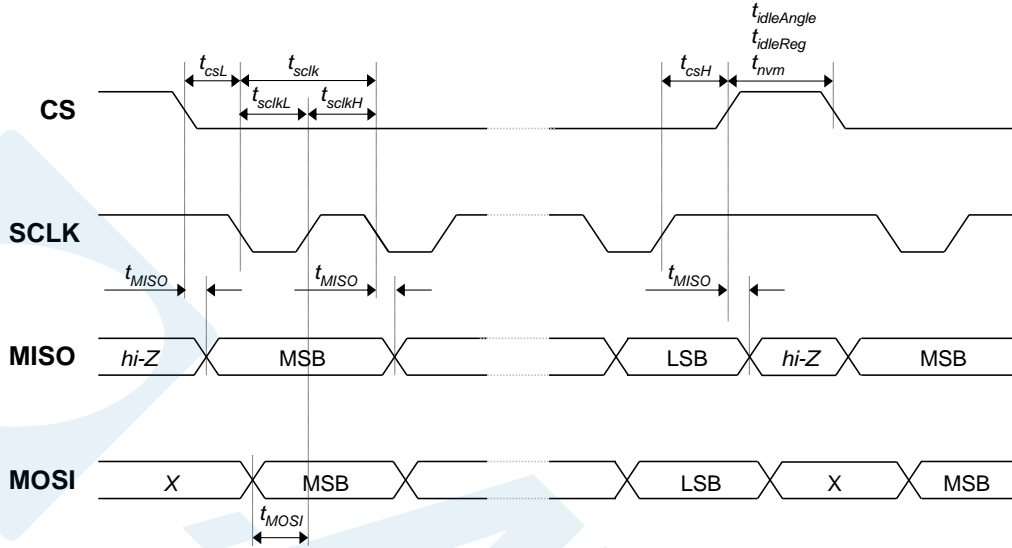 t_idleAngle
t_idleReg
t_csL t_sclk t_csH t_nvm
t_sclkL t_sclkH
CS
SCLK
t_MISO t_MISO t_MISO
MISO hi-Z MSB LSB hi-Z MSB
MOSI X MSB LSB X MSB
t_MOSI